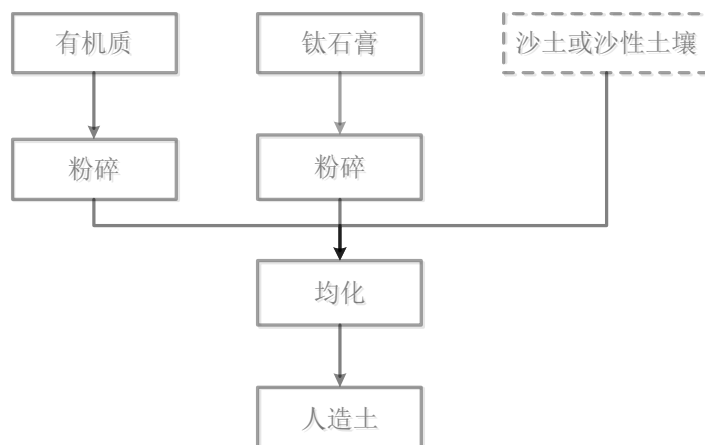 有机质
钛石膏
沙土或沙性土壤
粉碎
粉碎
均化
人造土